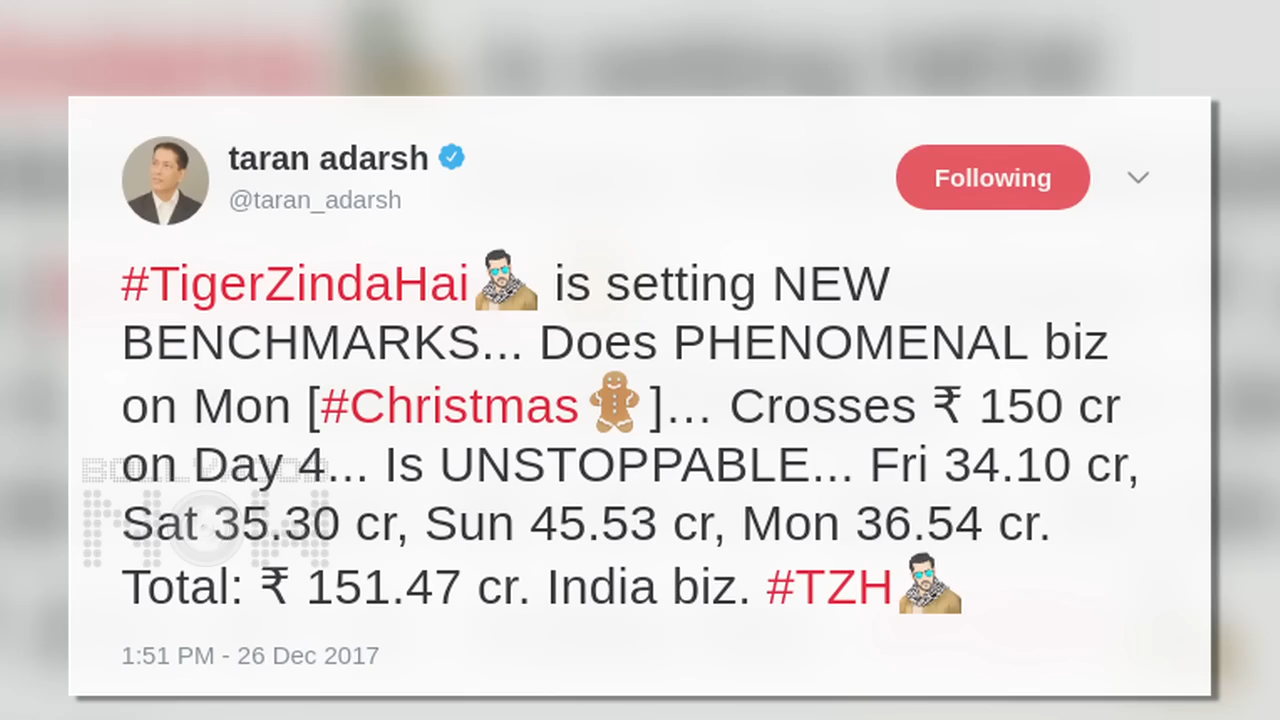 taran adarsh
@taran_adarsh
Following
#TigerZindaHai is setting NEW
BENCHMARKS... Does PHENOMENAL biz
on Mon [#Christmas]... Crosses ₹ 150 cr
on Day 4... Is UNSTOPPABLE... Fri 34.10 cr,
Sat 35.30 cr, Sun 45.53 cr, Mon 36.54 cr.
Total: ₹ 151.47 cr. India biz. #TZH
1:51 PM - 26 Dec 2017
BOLLYWOOD
NOW